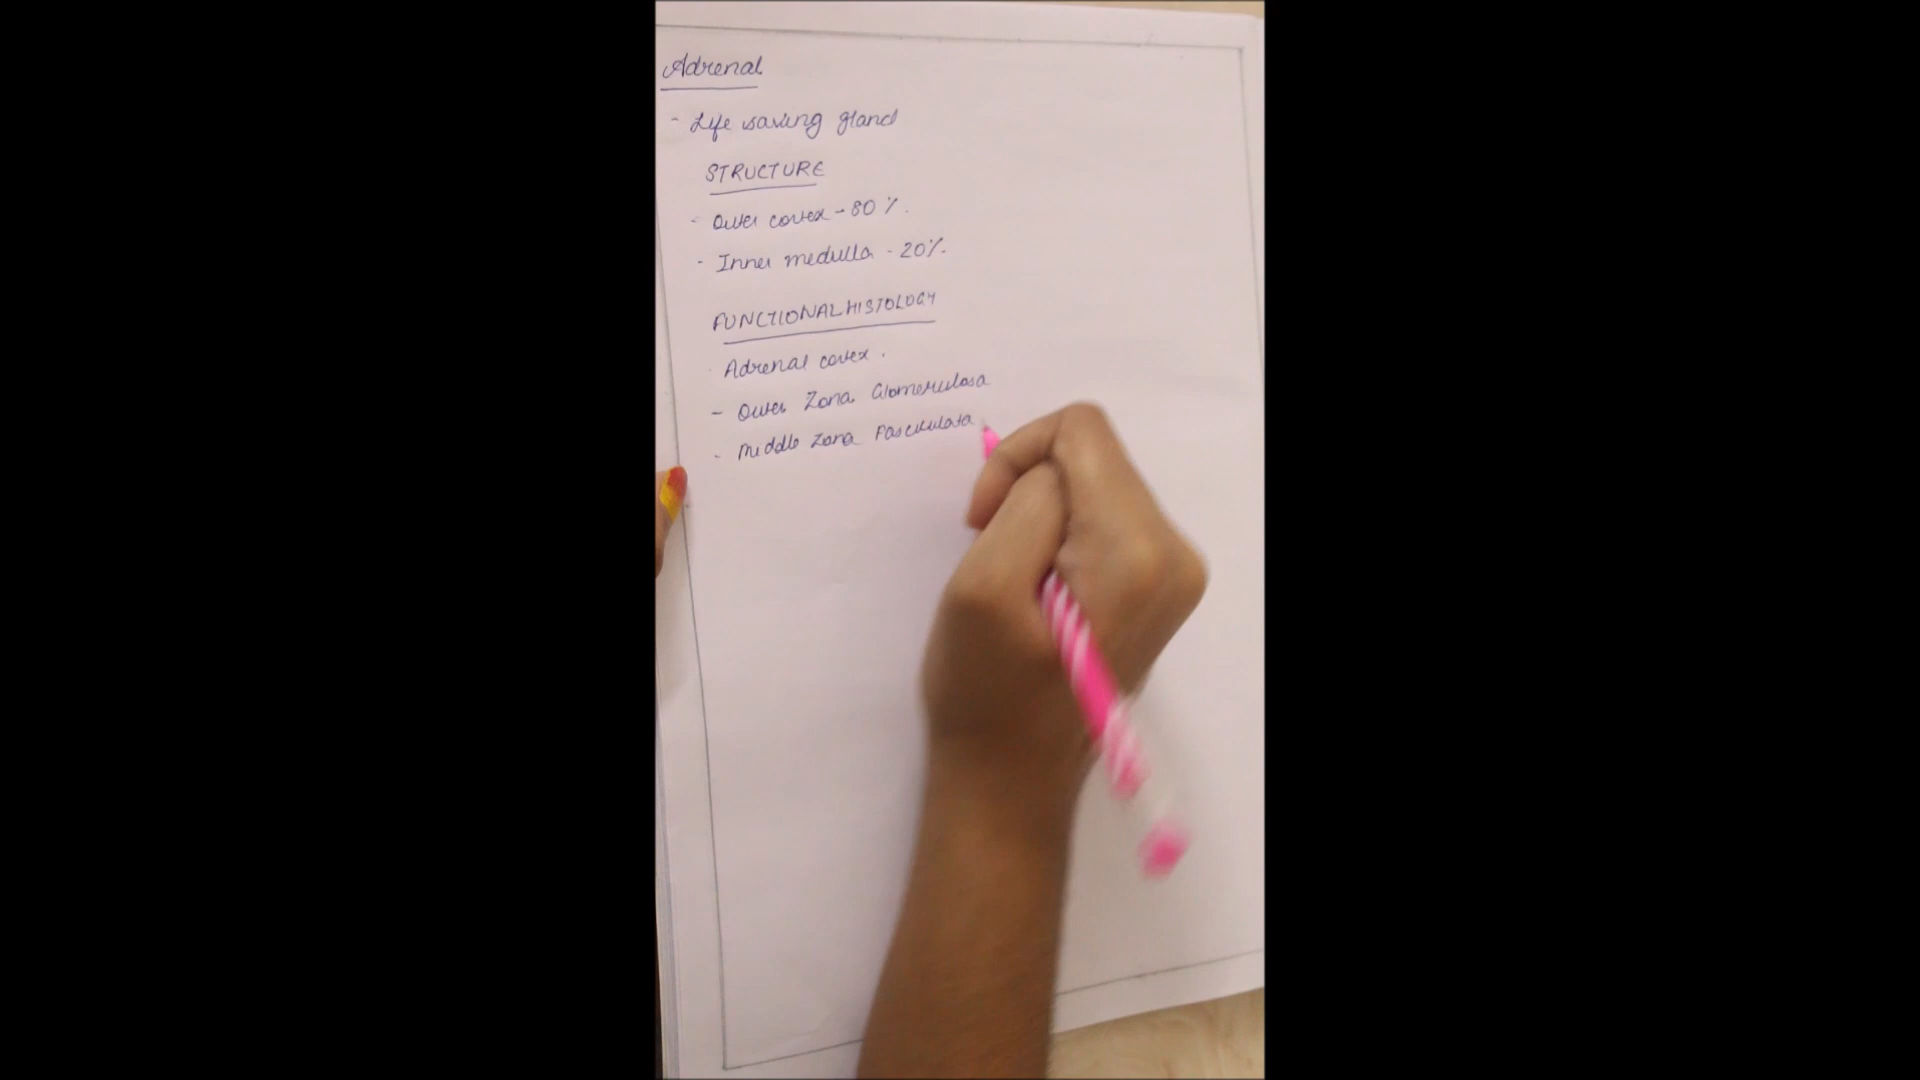 Adrenal
- Life saving gland
STRUCTURE
- Outer cortex - 80 %.
- Inner medulla - 20%.
FUNCTIONAL HISTOLOGY
Adrenal cortex.
- Outer Zona Glomerulosa
- Middle Zona Fasciculata